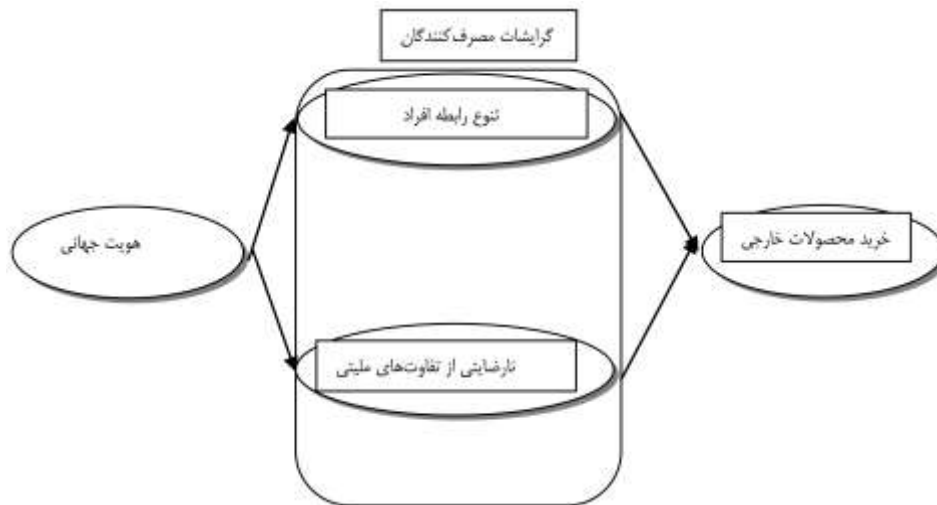 گرایشات مصرف‌کنندگان
تنوع رابطه افراد
هویت جهانی
خرید محصولات خارجی
نارضایتی از تفاوت‌های ملیتی